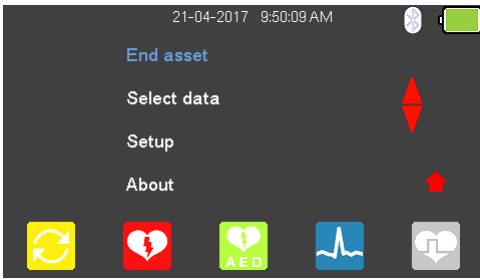 21-04-2017 9:50:09 AM
End asset
Select data
Setup
About
AED